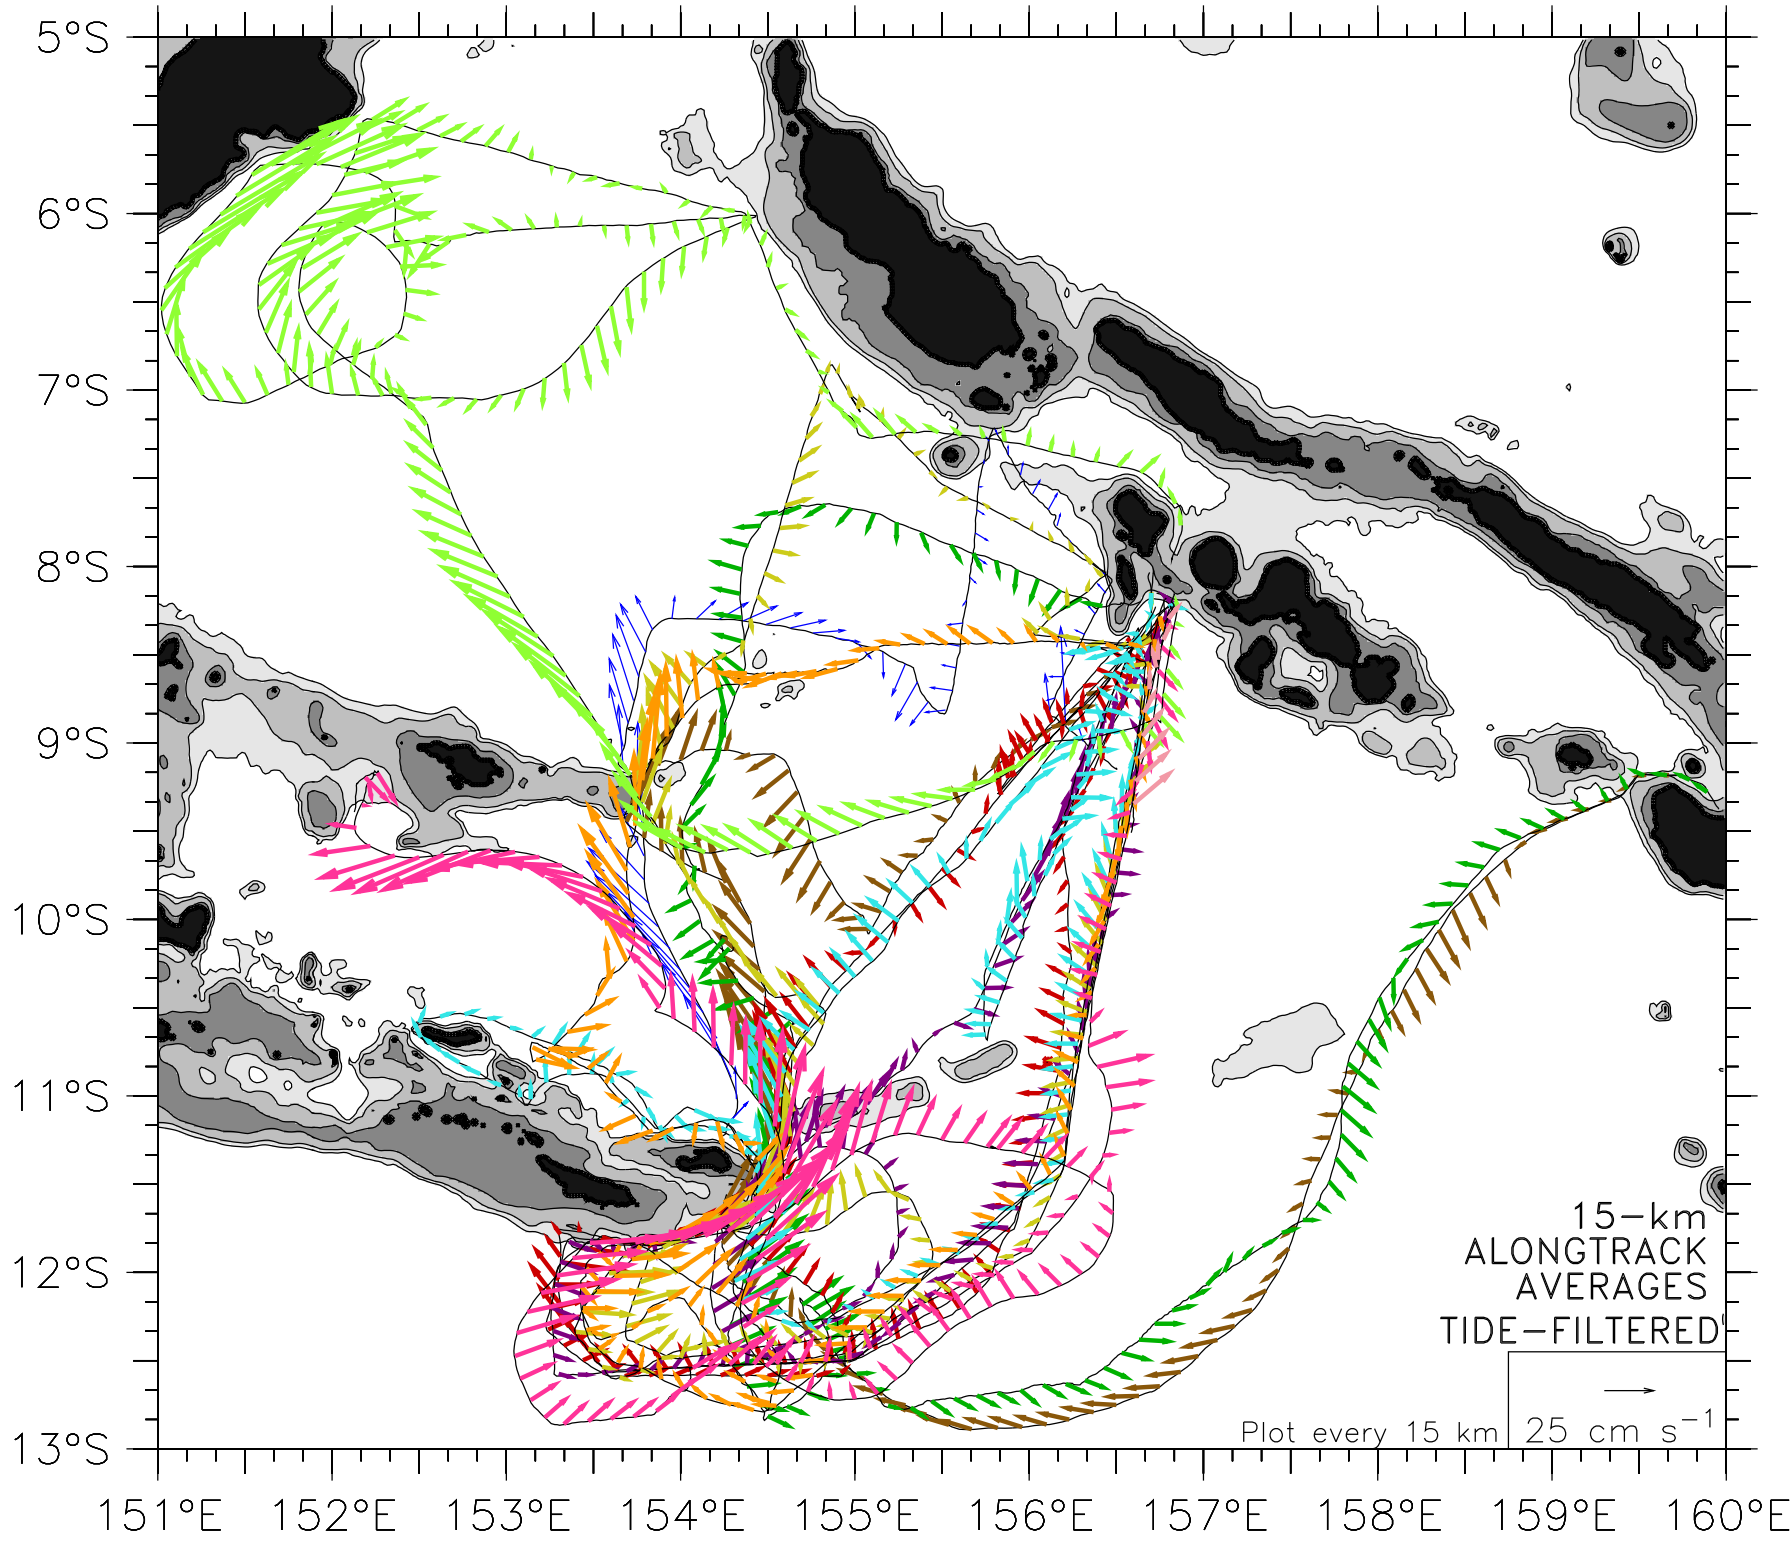 5°S
6°S
7°S
8°S
9°S
10°S
11°S
12°S
13°S
15-km
ALONGTRACK
AVERAGES
TIDE-FILTERED
Plot every 15 km
25 cm s⁻¹
151°E 152°E 153°E 154°E 155°E 156°E 157°E 158°E 159°E 160°E